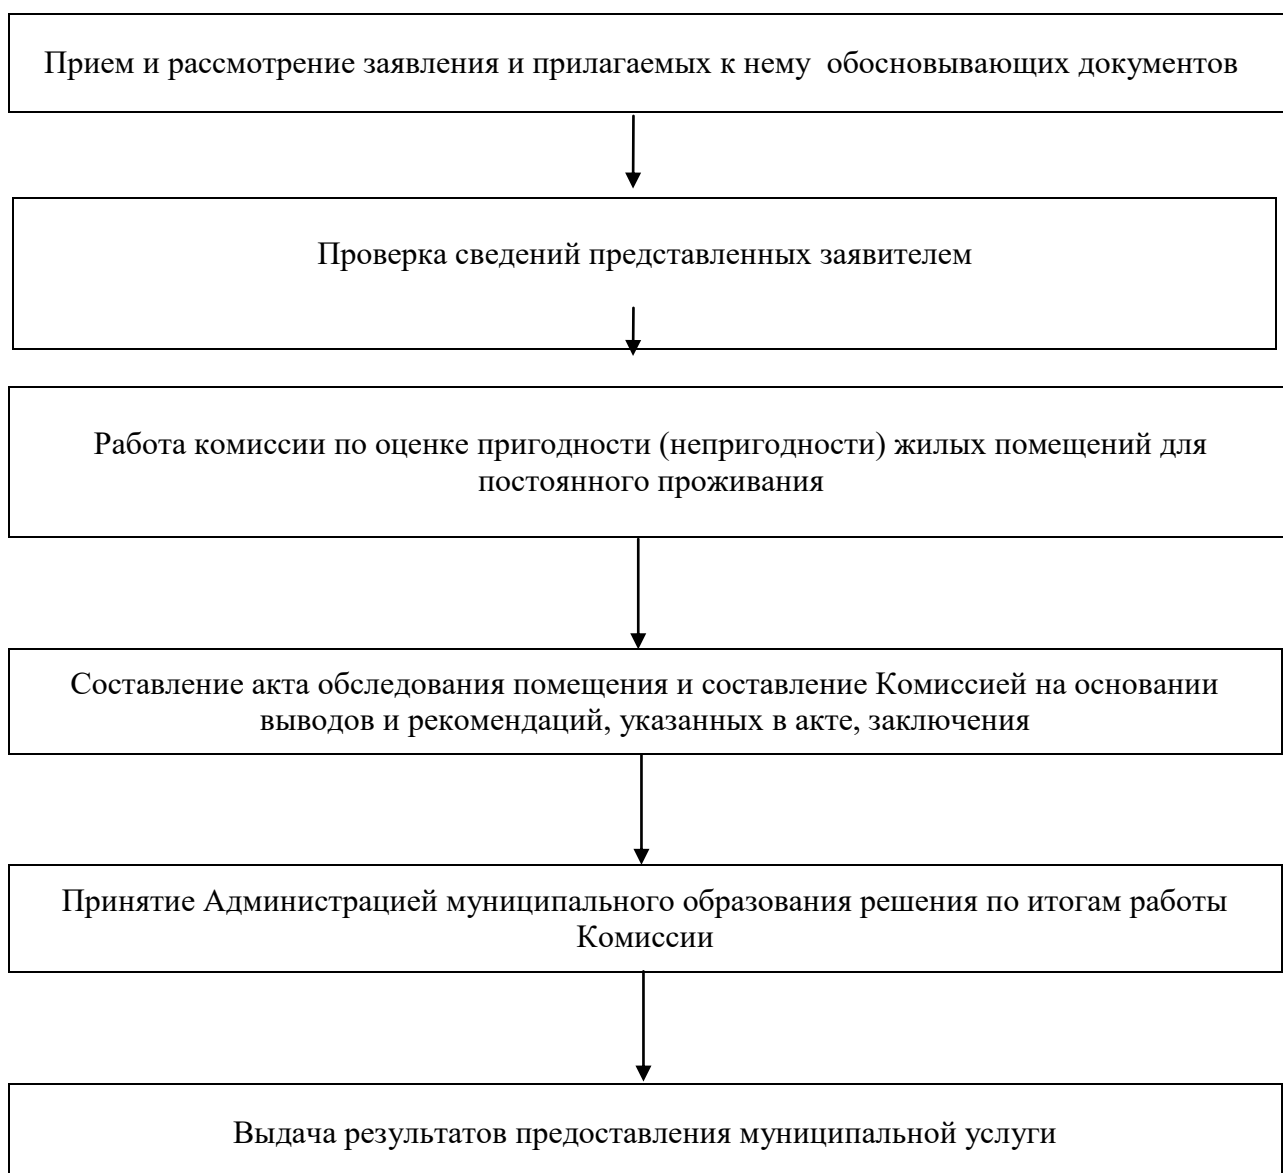 Прием и рассмотрение заявления и прилагаемых к нему  обосновывающих документов
Проверка сведений представленных заявителем
Работа комиссии по оценке пригодности (непригодности) жилых помещений для
постоянного проживания
Составление акта обследования помещения и составление Комиссией на основании
выводов и рекомендаций, указанных в акте, заключения
Принятие Администрацией муниципального образования решения по итогам работы
Комиссии
Выдача результатов предоставления муниципальной услуги